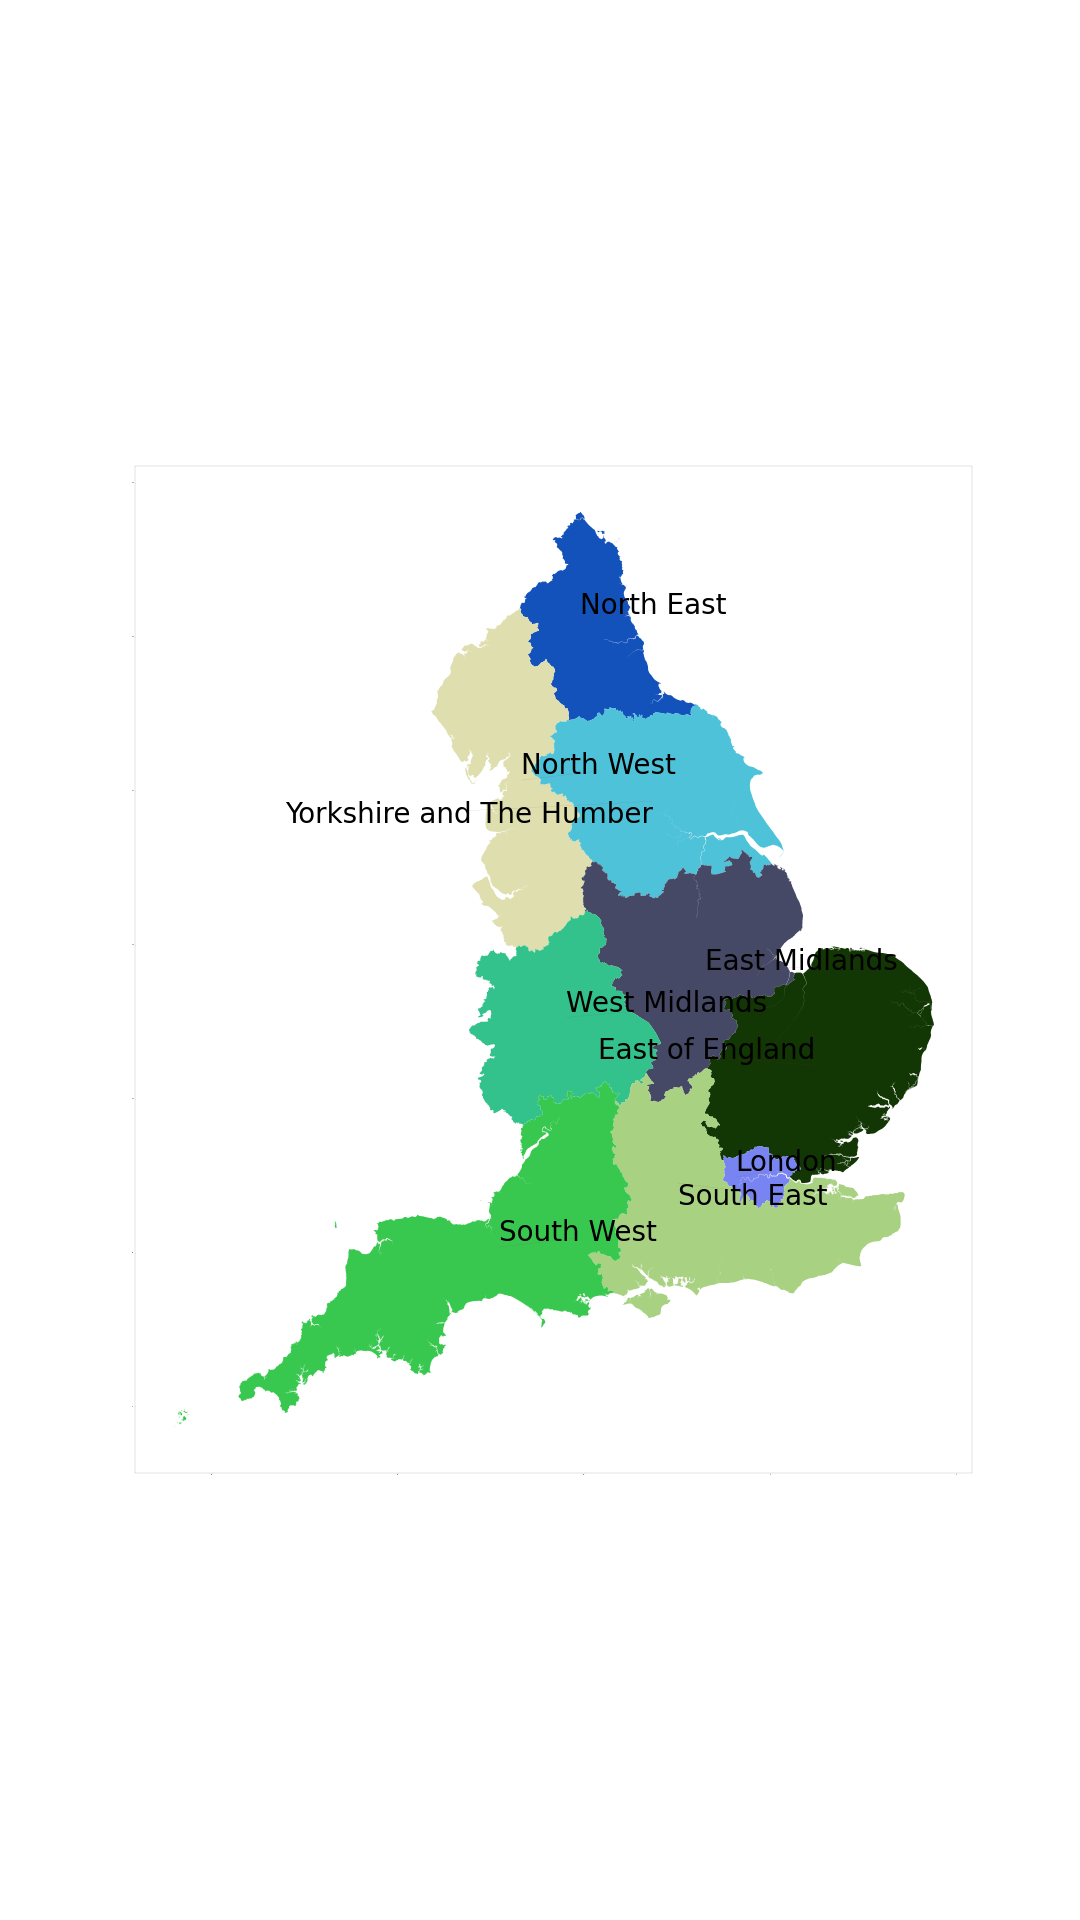 North East
North West
Yorkshire and The Humber
East Midlands
West Midlands
East of England
London
South East
South West